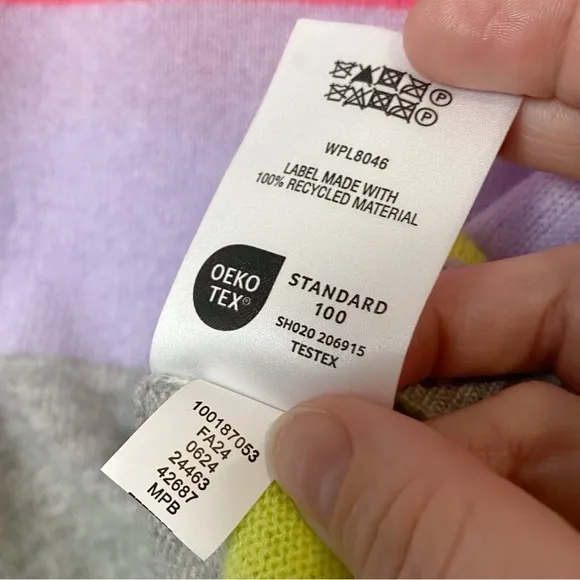 P
P
WPL8046
LABEL MADE WITH
100% RECYCLED MATERIAL
OEKO
TEX®
STANDARD
100
SH020 206915
TESTEX
100187053
FA24
0624
24463
42687
MPB